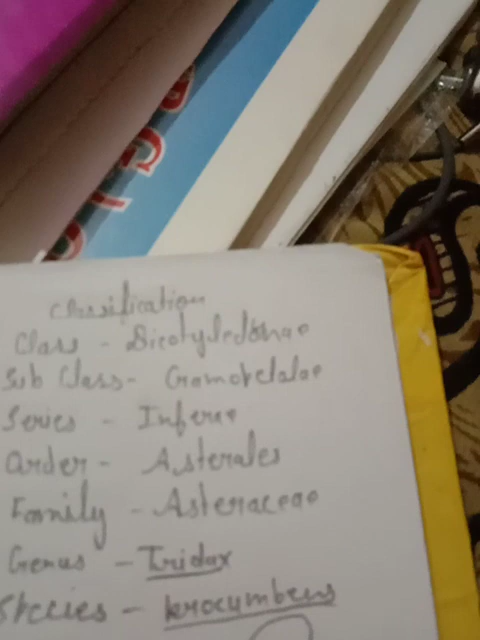 Classification
Class - Dicotyledonae
Sub Class - Gamopetalae
Series - Inferae
Order - Asterales
Family - Asteraceae
Genus - Tridax
Species - procumbens